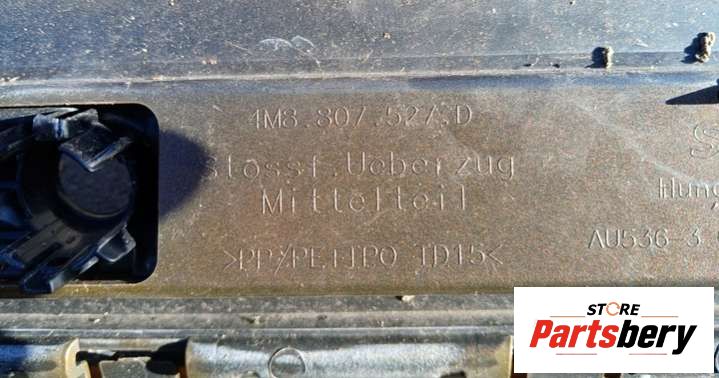 4M8.807.527.D
Stossf.Ueberzug
Mittelteil
>PP/PE+TPO TD15<
AU536-3
STORE
Partsbery